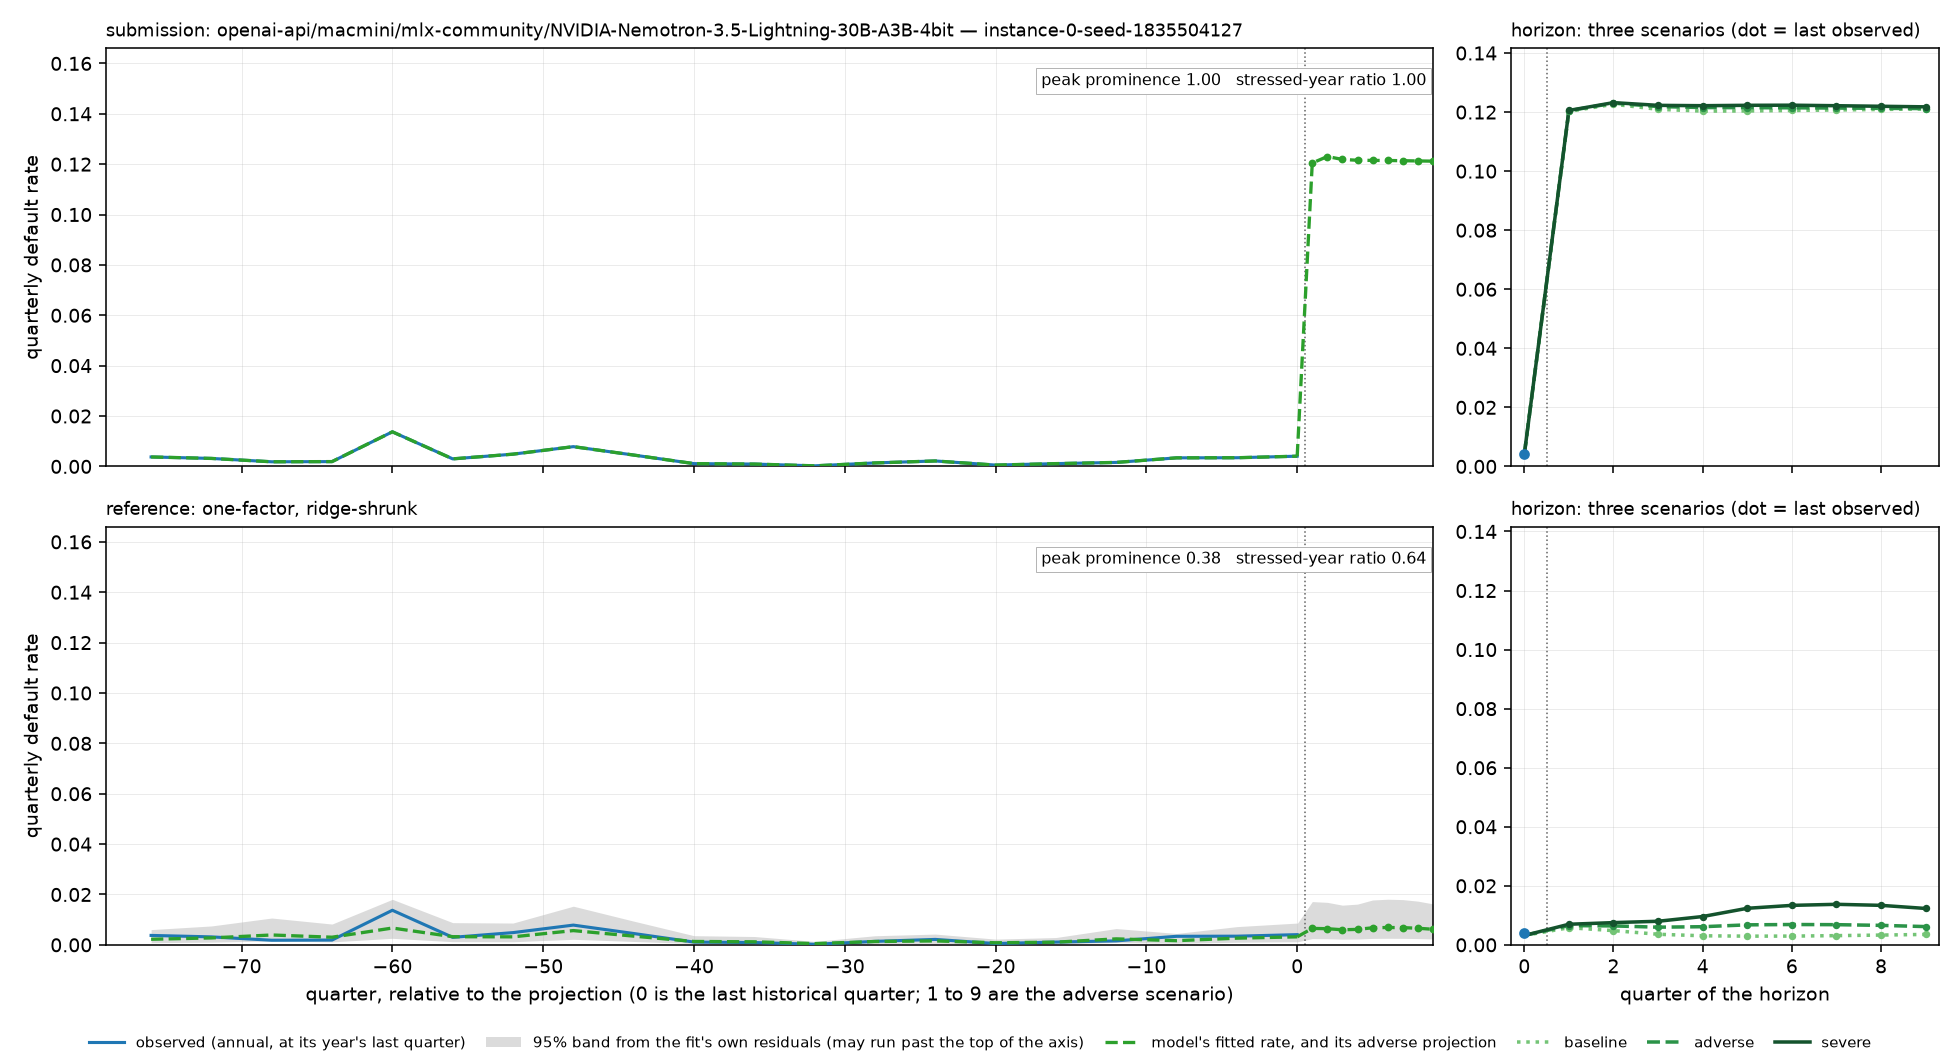 submission: openai-api/macmini/mlx-community/NVIDIA-Nemotron-3.5-Lightning-30B-A3B-4bit — instance-0-seed-1835504127
peak prominence 1.00 stressed-year ratio 1.00
quarterly default rate
0.16
0.14
0.12
0.10
0.08
0.06
0.04
0.02
0.00
horizon: three scenarios (dot = last observed)
0.14
0.12
0.10
0.08
0.06
0.04
0.02
0.00
reference: one-factor, ridge-shrunk
peak prominence 0.38 stressed-year ratio 0.64
quarterly default rate
0.16
0.14
0.12
0.10
0.08
0.06
0.04
0.02
0.00
−70 −60 −50 −40 −30 −20 −10 0
quarter, relative to the projection (0 is the last historical quarter; 1 to 9 are the adverse scenario)
horizon: three scenarios (dot = last observed)
0.14
0.12
0.10
0.08
0.06
0.04
0.02
0.00
0 2 4 6 8
quarter of the horizon
observed (annual, at its year's last quarter) 95% band from the fit's own residuals (may run past the top of the axis) model's fitted rate, and its adverse projection baseline adverse severe